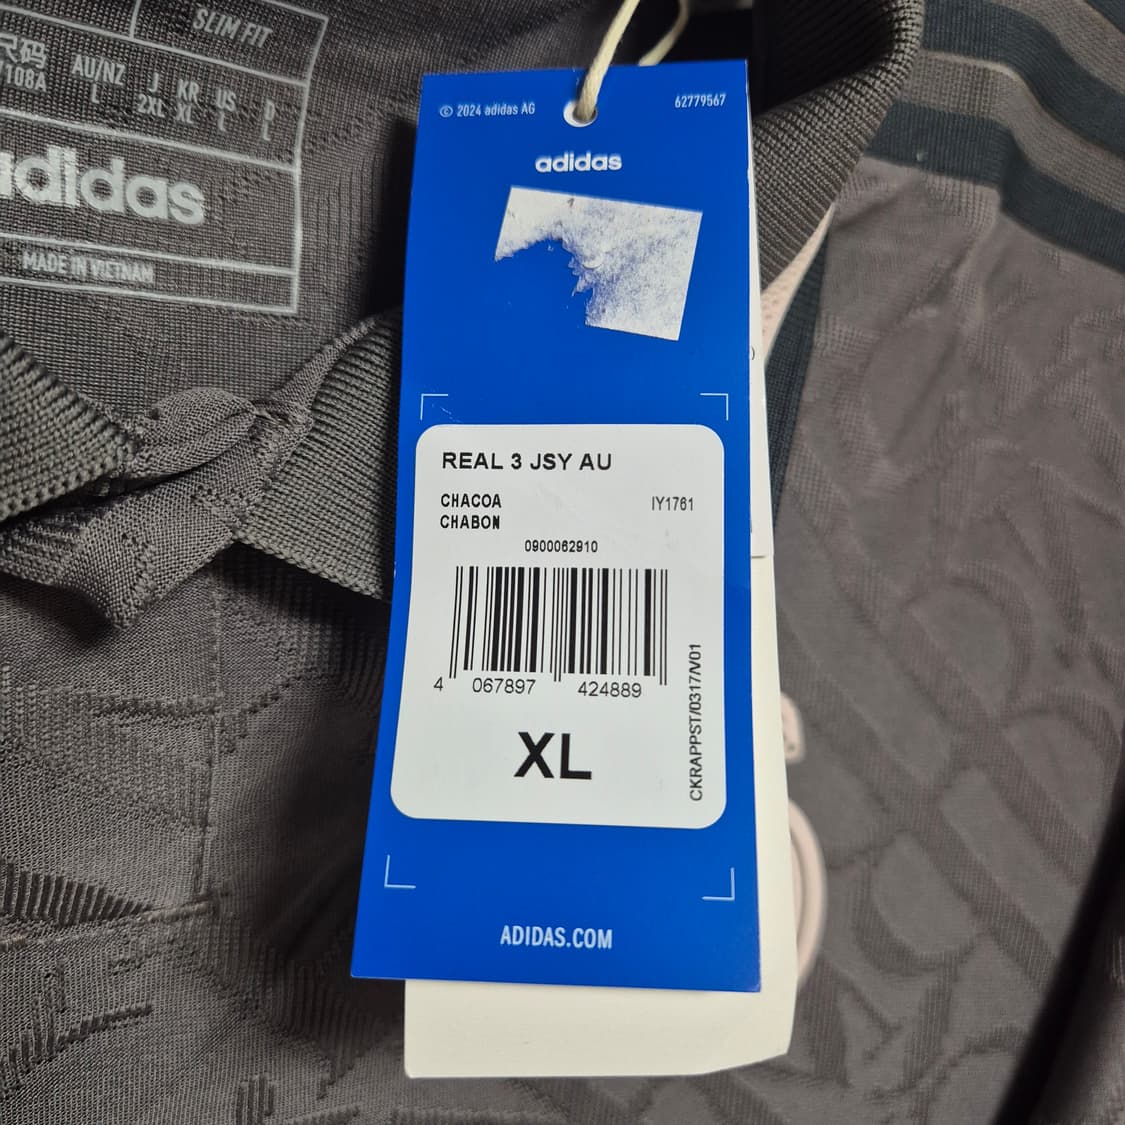 SLIM FIT
尺码 AU/NZ J KR US D
/108A L 2XL XL L L
adidas
MADE IN VIETNAM
© 2024 adidas AG 62779567
adidas
REAL 3 JSY AU
CHACOA IY1761
CHABON
0900062910
4 067897 424889
XL
CKRAPPST/0317/V01
ADIDAS.COM